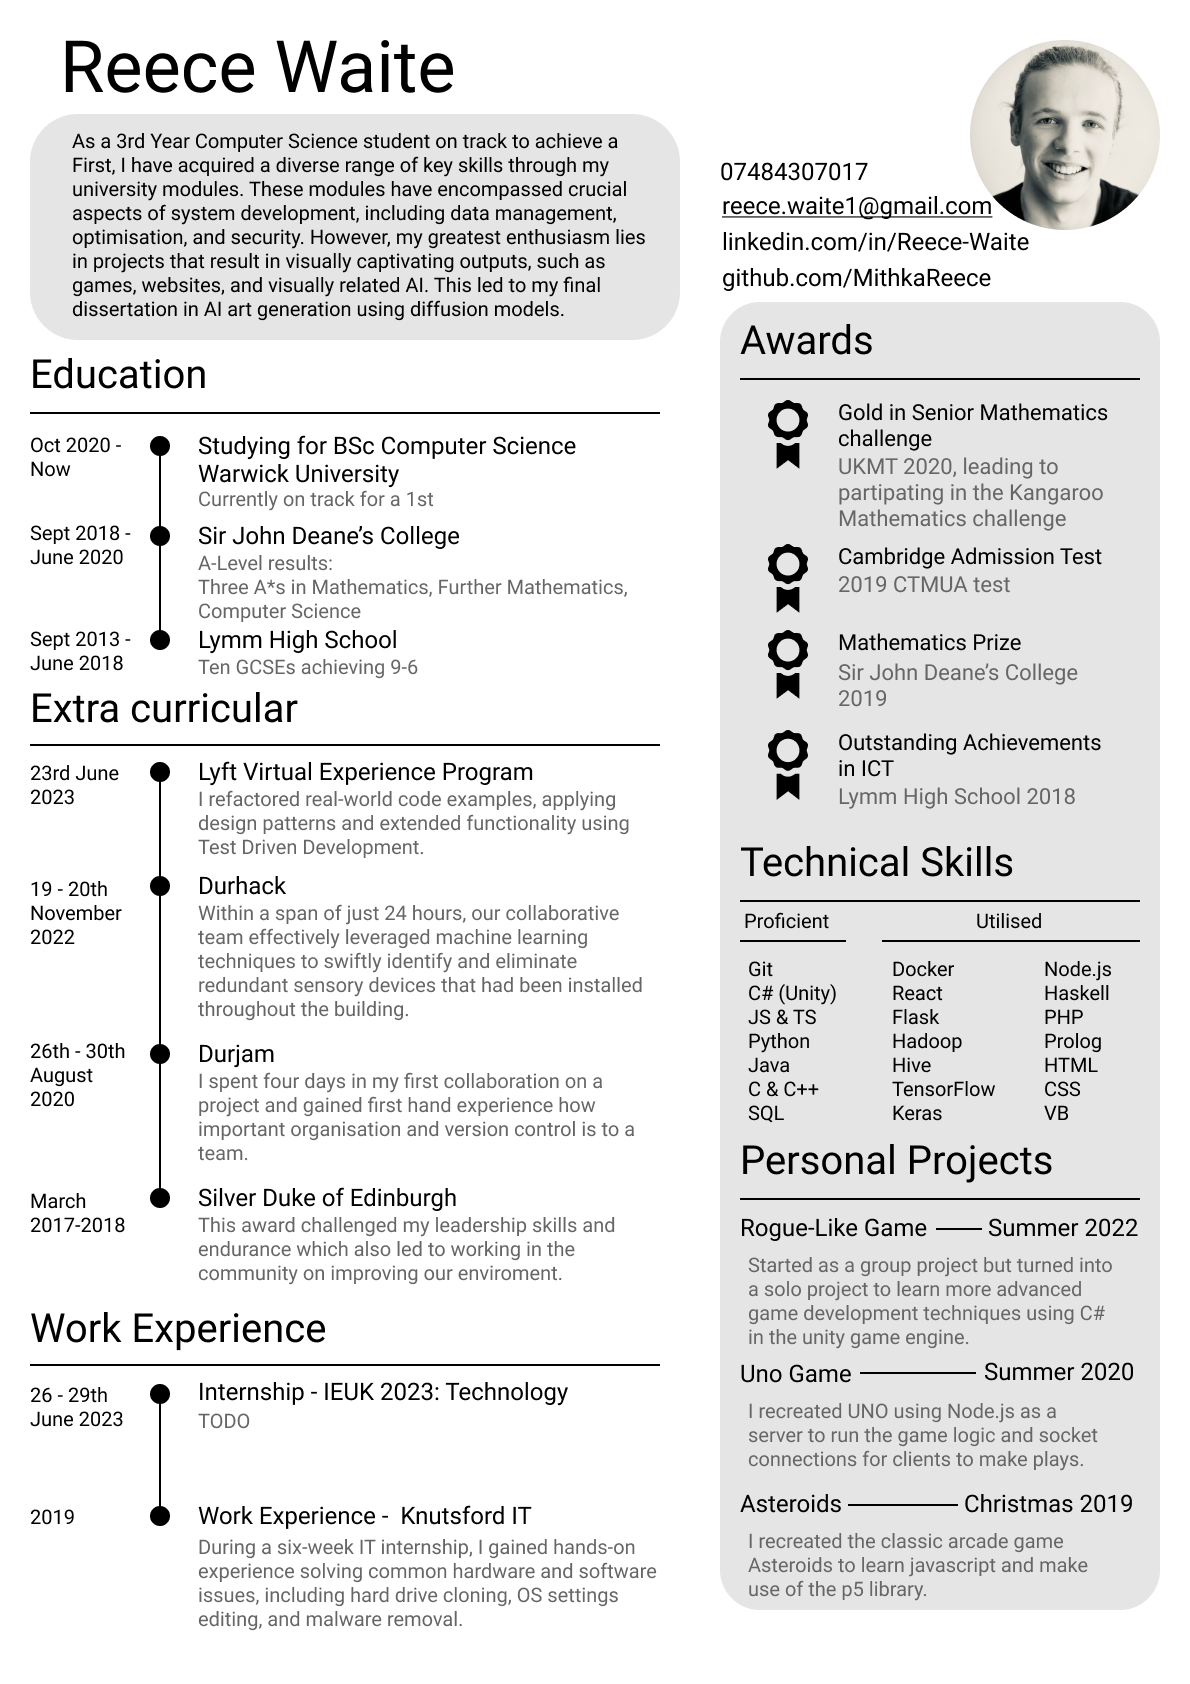 Reece Waite
As a 3rd Year Computer Science student on track to achieve a
First, I have acquired a diverse range of key skills through my
university modules. These modules have encompassed crucial
aspects of system development, including data management,
optimisation, and security. However, my greatest enthusiasm lies
in projects that result in visually captivating outputs, such as
games, websites, and visually related AI. This led to my final
dissertation in AI art generation using diffusion models.
07484307017
reece.waite1@gmail.com
linkedin.com/in/Reece-Waite
github.com/MithkaReece
Education
Oct 2020 -
Now
Studying for BSc Computer Science
Warwick University
Currently on track for a 1st
Sept 2018 -
June 2020
Sir John Deane’s College
A-Level results:
Three A*s in Mathematics, Further Mathematics,
Computer Science
Sept 2013 -
June 2018
Lymm High School
Ten GCSEs achieving 9-6
Extra curricular
23rd June
2023
Lyft Virtual Experience Program
I refactored real-world code examples, applying
design patterns and extended functionality using
Test Driven Development.
19 - 20th
November
2022
Durhack
Within a span of just 24 hours, our collaborative
team effectively leveraged machine learning
techniques to swiftly identify and eliminate
redundant sensory devices that had been installed
throughout the building.
26th - 30th
August
2020
Durjam
I spent four days in my first collaboration on a
project and gained first hand experience how
important organisation and version control is to a
team.
March
2017-2018
Silver Duke of Edinburgh
This award challenged my leadership skills and
endurance which also led to working in the
community on improving our enviroment.
Work Experience
26 - 29th
June 2023
Internship - IEUK 2023: Technology
TODO
2019
Work Experience -  Knutsford IT
During a six-week IT internship, I gained hands-on
experience solving common hardware and software
issues, including hard drive cloning, OS settings
editing, and malware removal.
Awards
Gold in Senior Mathematics
challenge
UKMT 2020, leading to
partipating in the Kangaroo
Mathematics challenge
Cambridge Admission Test
2019 CTMUA test
Mathematics Prize
Sir John Deane’s College
2019
Outstanding Achievements
in ICT
Lymm High School 2018
Technical Skills
Proficient Utilised
Git Docker Node.js
C# (Unity) React Haskell
JS & TS Flask PHP
Python Hadoop Prolog
Java Hive HTML
C & C++ TensorFlow CSS
SQL Keras VB
Personal Projects
Rogue-Like Game Summer 2022
Started as a group project but turned into
a solo project to learn more advanced
game development techniques using C#
in the unity game engine.
Uno Game Summer 2020
I recreated UNO using Node.js as a
server to run the game logic and socket
connections for clients to make plays.
Asteroids Christmas 2019
I recreated the classic arcade game
Asteroids to learn javascript and make
use of the p5 library.